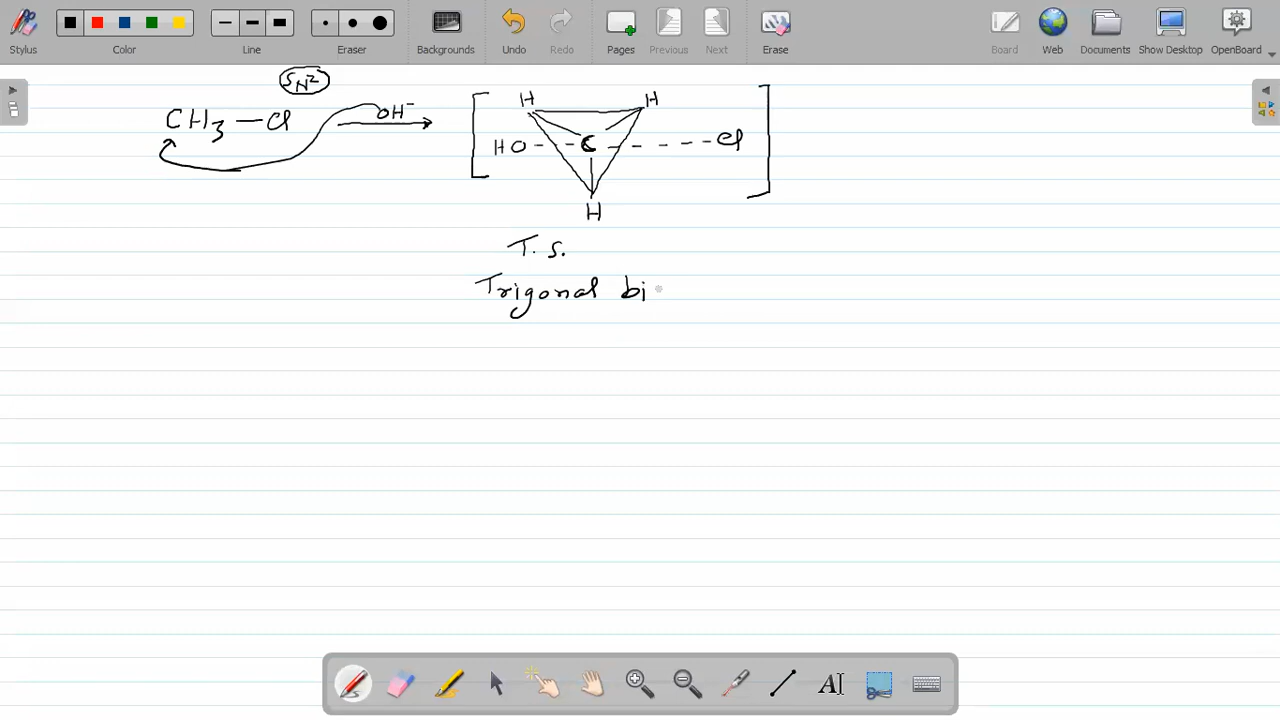 Stylus Color Line Eraser Backgrounds Undo Redo Pages Previous Next Erase Board Web Documents Show Desktop OpenBoard
SN2
CH3—Cl
OH−
H H
HO C Cl
H
T.S.
Trigonal bi
AI